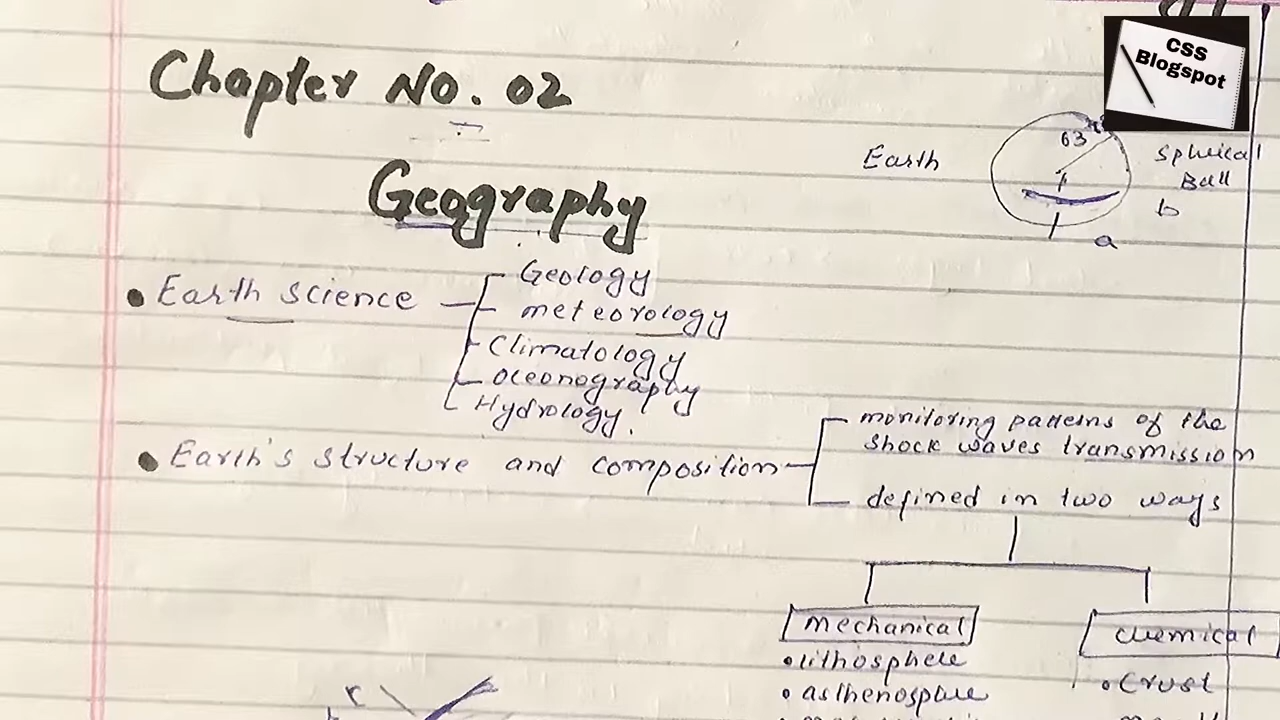 CSS
Blogspot
Chapter No. 02
Geography
Earth
63
Spherical
Ball
b
a
• Earth science
Geology
meteorology
Climatology
Oceonography
Hydrology.
• Earth's structure and composition
monitoring patterns of the
shock waves transmission
defined in two ways
mechanical
• lithosphere
• asthenosphere
chemical
• Crust